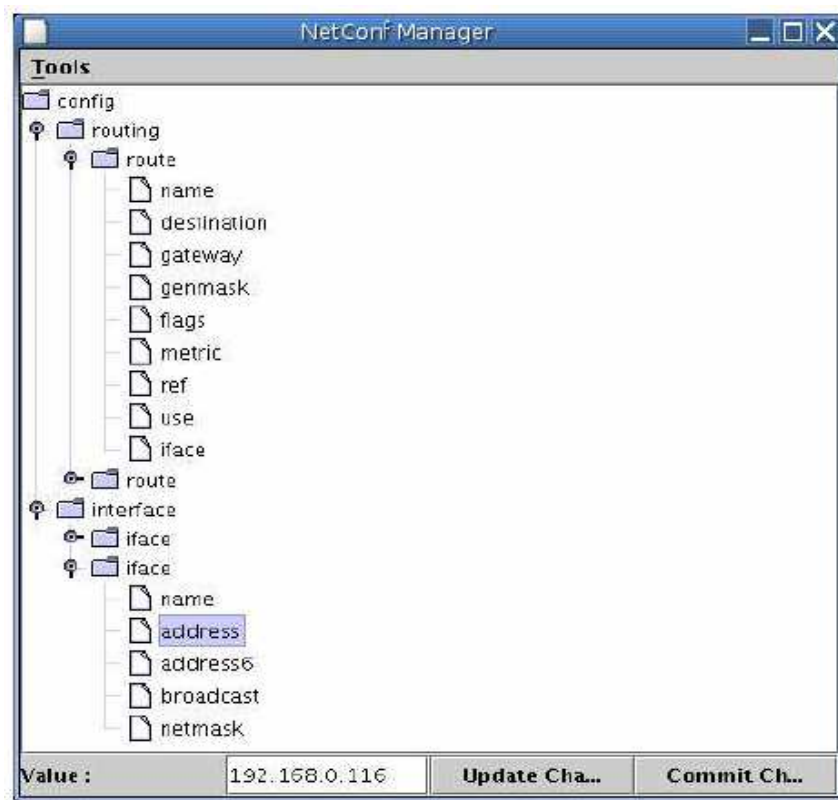 NetConf Manager
Tools
config
routing
route
name
destination
gateway
genmask
flags
metric
ref
use
iface
route
interface
iface
iface
name
address
address6
broadcast
netmask
Value : 192.168.0.116 Update Cha... Commit Ch...